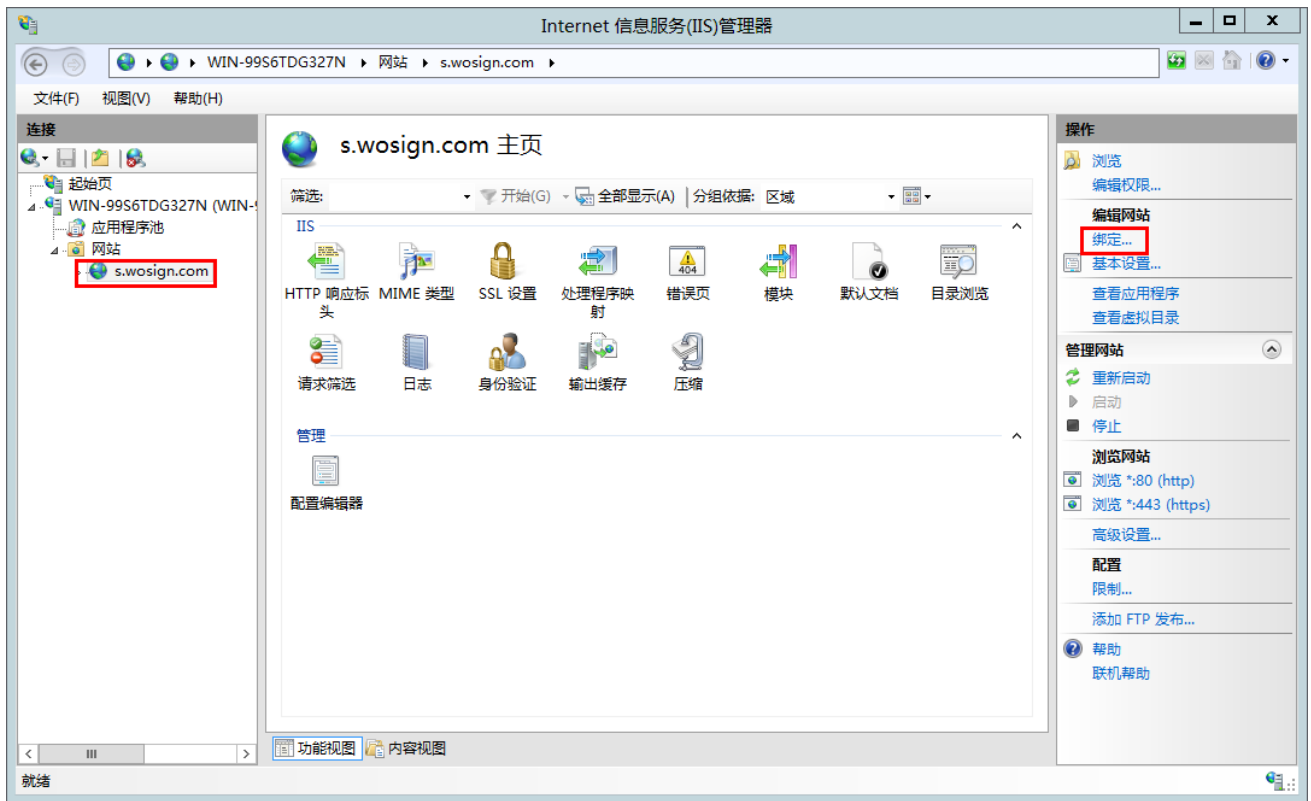 Internet 信息服务(IIS)管理器
WIN-99S6TDG327N 网站 s.wosign.com
文件(F) 视图(V) 帮助(H)
连接
起始页
WIN-99S6TDG327N (WIN-
应用程序池
网站
s.wosign.com
s.wosign.com 主页
筛选: 开始(G) 全部显示(A) 分组依据: 区域
IIS
HTTP 响应标头 MIME 类型 SSL 设置 处理程序映射 错误页 模块 默认文档 目录浏览
404
请求筛选 日志 身份验证 输出缓存 压缩
管理
配置编辑器
功能视图 内容视图
操作
浏览
编辑权限...
编辑网站
绑定...
基本设置...
查看应用程序
查看虚拟目录
管理网站
重新启动
启动
停止
浏览网站
浏览 *:80 (http)
浏览 *:443 (https)
高级设置...
配置
限制...
添加 FTP 发布...
帮助
联机帮助
就绪